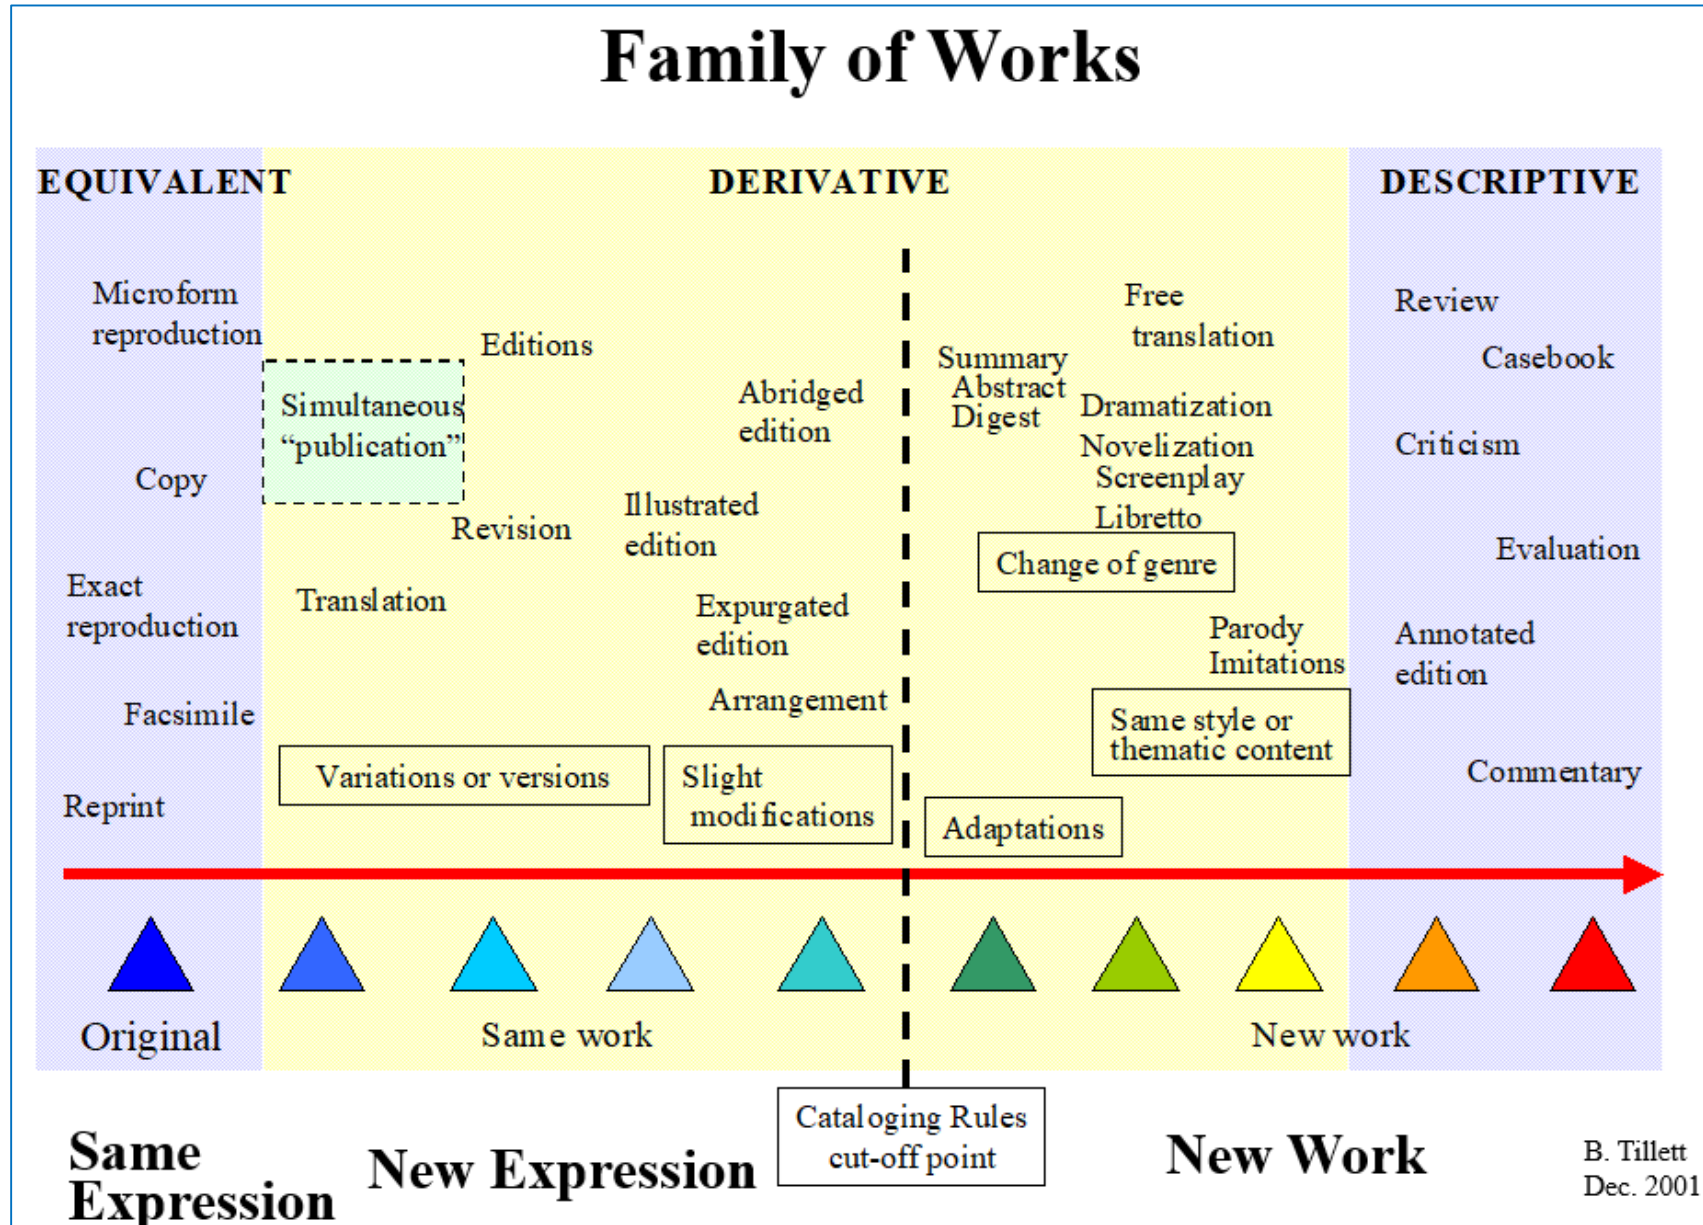 Family of Works
EQUIVALENT
DERIVATIVE
DESCRIPTIVE
Microform
reproduction
Copy
Exact
reproduction
Facsimile
Reprint
Simultaneous
“publication”
Editions
Revision
Translation
Abridged
edition
Illustrated
edition
Expurgated
edition
Arrangement
Variations or versions
Slight
modifications
Free
translation
Summary
Abstract
Digest
Dramatization
Novelization
Screenplay
Libretto
Change of genre
Parody
Imitations
Same style or
thematic content
Adaptations
Review
Casebook
Criticism
Evaluation
Annotated
edition
Commentary
Original
Same work
New work
Same
Expression
New Expression
Cataloging Rules
cut-off point
New Work
B. Tillett
Dec. 2001